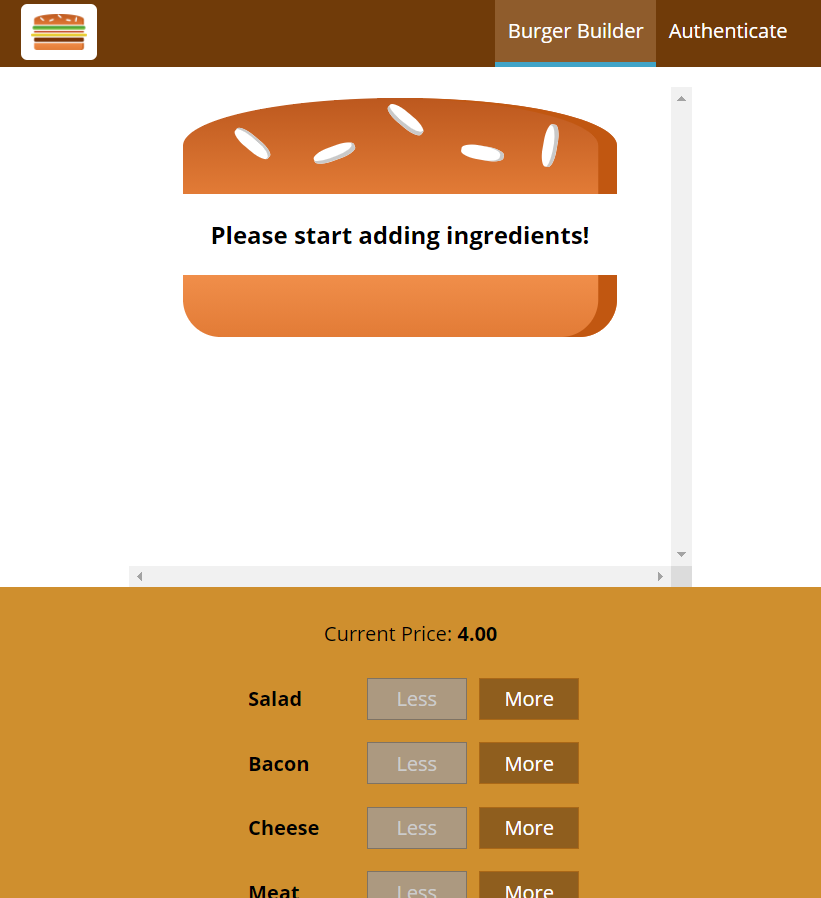 Burger Builder Authenticate
Please start adding ingredients!
Current Price: 4.00
Salad Less More
Bacon Less More
Cheese Less More
Meat Less More